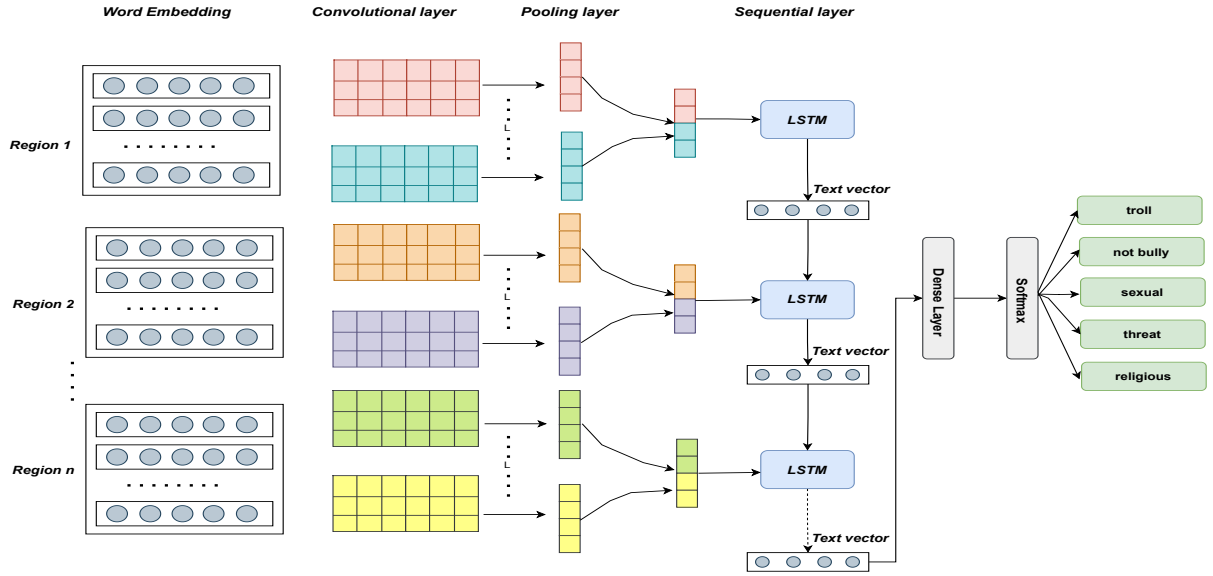 Word Embedding
Convolutional layer
Pooling layer
Sequential layer
Region 1
L
LSTM
Text vector
troll
not bully
sexual
threat
religious
Region 2
L
LSTM
Dense Layer
Softmax
Text vector
Region n
L
LSTM
Text vector